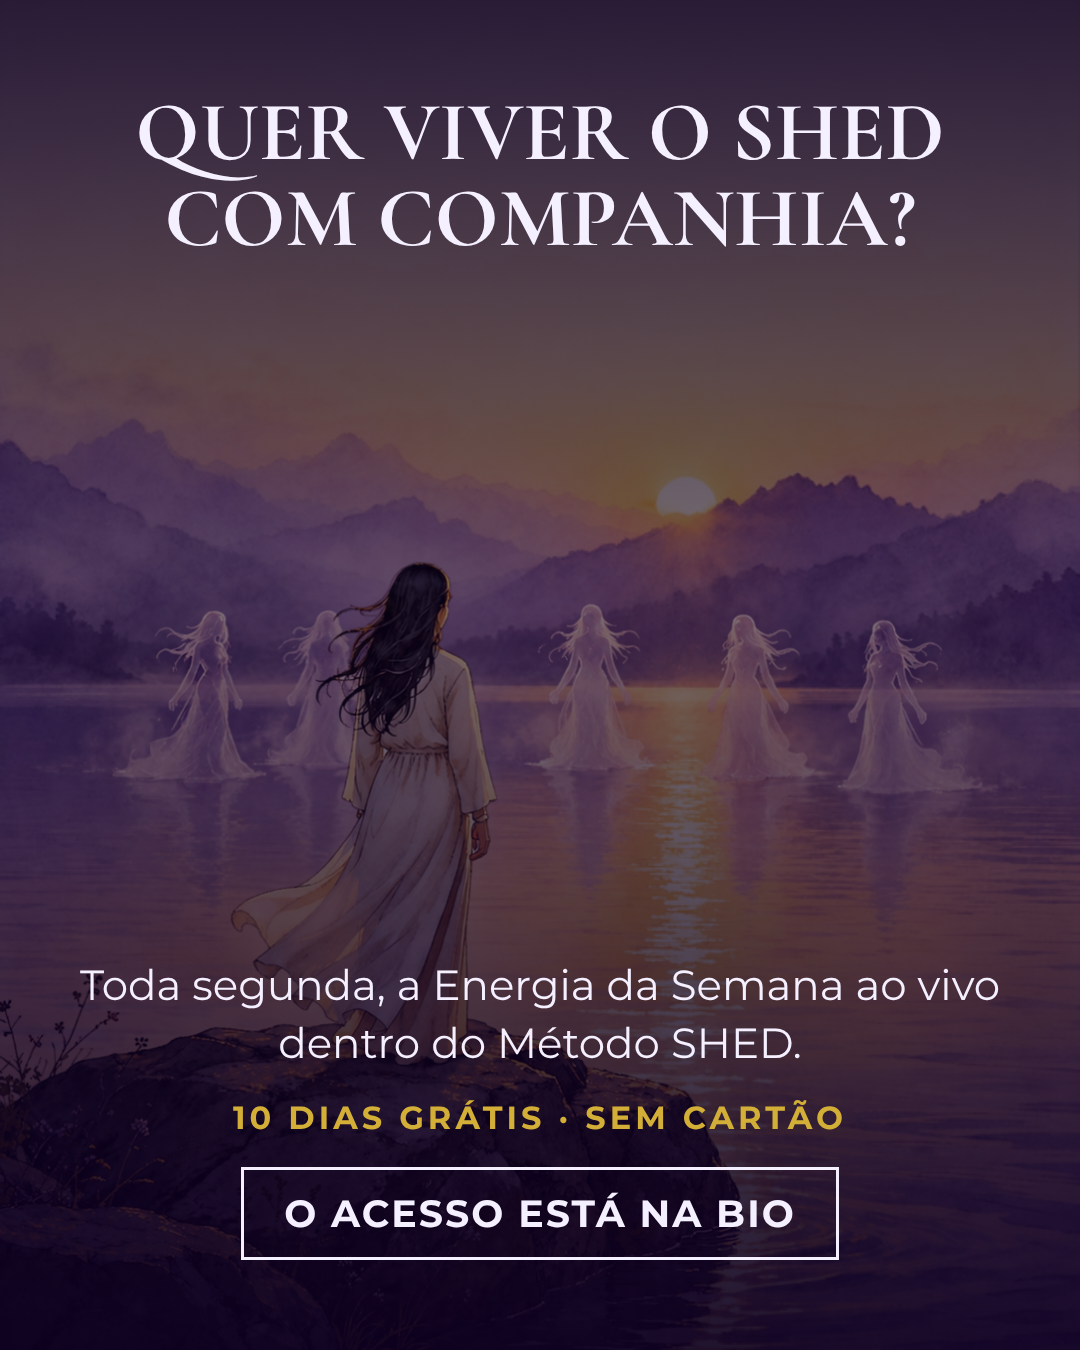 QUER VIVER O SHED
COM COMPANHIA?
Toda segunda, a Energia da Semana ao vivo
dentro do Método SHED.
10 DIAS GRÁTIS · SEM CARTÃO
O ACESSO ESTÁ NA BIO